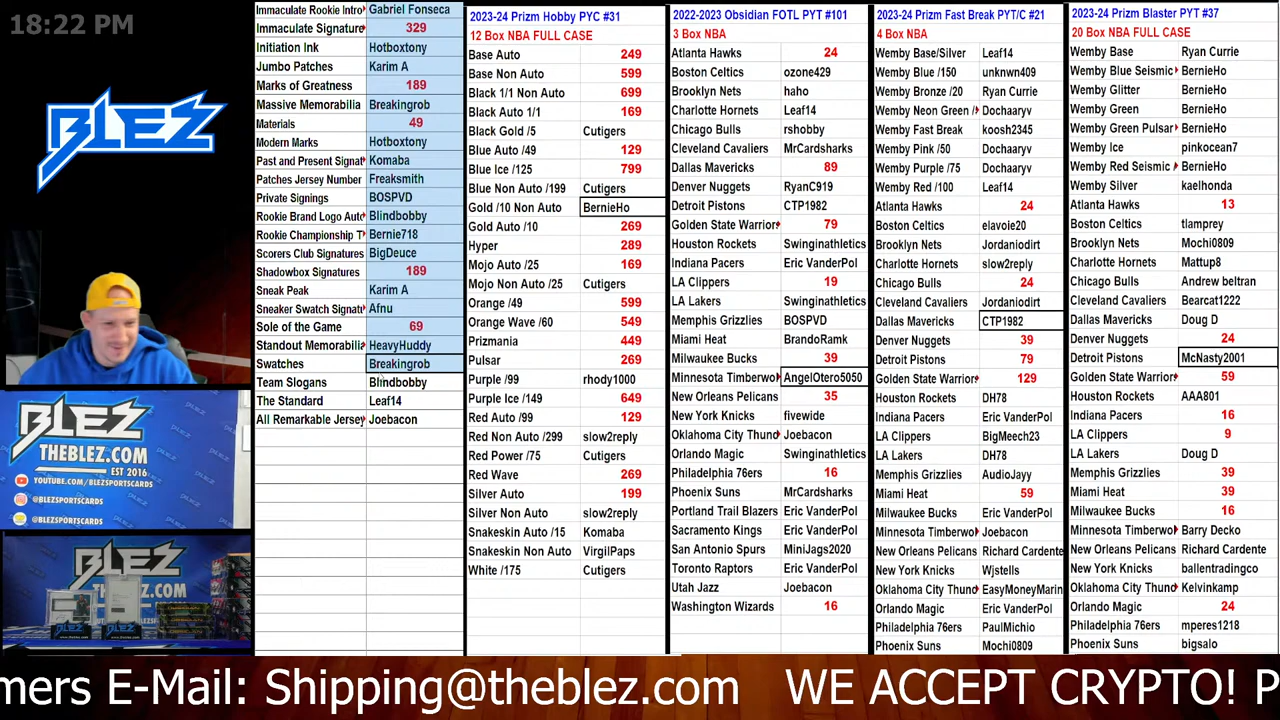 18:22 PM
BLEZ
BLEZ
THEBLEZ.COM
EST 2016
YOUTUBE.COM/BLEZSPORTSCARDS
@BLEZSPORTSCARDS
@BLEZSPORTSCARDS
BLEZ
Immaculate Rookie Intro Gabriel Fonseca
Immaculate Signature 329
Initiation Ink Hotboxtony
Jumbo Patches Karim A
Marks of Greatness 189
Massive Memorabilia Breakingrob
Materials 49
Modern Marks Hotboxtony
Past and Present Signat Komaba
Patches Jersey Number Freaksmith
Private Signings BOSPVD
Rookie Brand Logo Auto Blindbobby
Rookie Championship T Bernie718
Scorers Club Signatures BigDeuce
Shadowbox Signatures 189
Sneak Peak Karim A
Sneaker Swatch Signat Afnu
Sole of the Game 69
Standout Memorabili HeavyHuddy
Swatches Breakingrob
Team Slogans Blindbobby
The Standard Leaf14
All Remarkable Jersey Joebacon
2023-24 Prizm Hobby PYC #31
12 Box NBA FULL CASE
Base Auto 249
Base Non Auto 599
Black 1/1 Non Auto 699
Black Auto 1/1 169
Black Gold /5 Cutigers
Blue Auto /49 129
Blue Ice /125 799
Blue Non Auto /199 Cutigers
Gold /10 Non Auto BernieHo
Gold Auto /10 269
Hyper 289
Mojo Auto /25 169
Mojo Non Auto /25 Cutigers
Orange /49 599
Orange Wave /60 549
Prizmania 449
Pulsar 269
Purple /99 rhody1000
Purple Ice /149 649
Red Auto /99 129
Red Non Auto /299 slow2reply
Red Power /75 Cutigers
Red Wave 269
Silver Auto 199
Silver Non Auto slow2reply
Snakeskin Auto /15 Komaba
Snakeskin Non Auto VirgilPaps
White /175 Cutigers
2022-2023 Obsidian FOTL PYT #101
3 Box NBA
Atlanta Hawks 24
Boston Celtics ozone429
Brooklyn Nets haho
Charlotte Hornets Leaf14
Chicago Bulls rshobby
Cleveland Cavaliers MrCardsharks
Dallas Mavericks 89
Denver Nuggets RyanC919
Detroit Pistons CTP1982
Golden State Warrior 79
Houston Rockets Swinginathletics
Indiana Pacers Eric VanderPol
LA Clippers 19
LA Lakers Swinginathletics
Memphis Grizzlies BOSPVD
Miami Heat BrandoRamk
Milwaukee Bucks 39
Minnesota Timberwo AngelOtero5050
New Orleans Pelicans 35
New York Knicks fivewide
Oklahoma City Thund Joebacon
Orlando Magic Swinginathletics
Philadelphia 76ers 16
Phoenix Suns MrCardsharks
Portland Trail Blazers Eric VanderPol
Sacramento Kings Eric VanderPol
San Antonio Spurs MiniJags2020
Toronto Raptors Eric VanderPol
Utah Jazz Joebacon
Washington Wizards 16
2023-24 Prizm Fast Break PYT/C #21
4 Box NBA
Wemby Base/Silver Leaf14
Wemby Blue /150 unknwn409
Wemby Bronze /20 Ryan Currie
Wemby Neon Green / Dochaaryv
Wemby Fast Break koosh2345
Wemby Pink /50 Dochaaryv
Wemby Purple /75 Dochaaryv
Wemby Red /100 Leaf14
Atlanta Hawks 24
Boston Celtics elavoie20
Brooklyn Nets Jordaniodirt
Charlotte Hornets slow2reply
Chicago Bulls 24
Cleveland Cavaliers Jordaniodirt
Dallas Mavericks CTP1982
Denver Nuggets 39
Detroit Pistons 79
Golden State Warrior 129
Houston Rockets DH78
Indiana Pacers Eric VanderPol
LA Clippers BigMeech23
LA Lakers DH78
Memphis Grizzlies AudioJayy
Miami Heat 59
Milwaukee Bucks Eric VanderPol
Minnesota Timberwo Joebacon
New Orleans Pelicans Richard Cardente
New York Knicks Wjstells
Oklahoma City Thun EasyMoneyMarin
Orlando Magic Eric VanderPol
Philadelphia 76ers PaulMichio
Phoenix Suns Mochi0809
2023-24 Prizm Blaster PYT #37
20 Box NBA FULL CASE
Wemby Base Ryan Currie
Wemby Blue Seismic BernieHo
Wemby Glitter BernieHo
Wemby Green BernieHo
Wemby Green Pulsar BernieHo
Wemby Ice pinkocean7
Wemby Red Seismic BernieHo
Wemby Silver kaelhonda
Atlanta Hawks 13
Boston Celtics tlamprey
Brooklyn Nets Mochi0809
Charlotte Hornets Mattup8
Chicago Bulls Andrew beltran
Cleveland Cavaliers Bearcat1222
Dallas Mavericks Doug D
Denver Nuggets 24
Detroit Pistons McNasty2001
Golden State Warrior 59
Houston Rockets AAA801
Indiana Pacers 16
LA Clippers 9
LA Lakers Doug D
Memphis Grizzlies 39
Miami Heat 39
Milwaukee Bucks 16
Minnesota Timberwo Barry Decko
New Orleans Pelicans Richard Cardente
New York Knicks ballentradingco
Oklahoma City Thun Kelvinkamp
Orlando Magic 24
Philadelphia 76ers mperes1218
Phoenix Suns bigsalo
mers E-Mail: Shipping@theblez.com WE ACCEPT CRYPTO! P